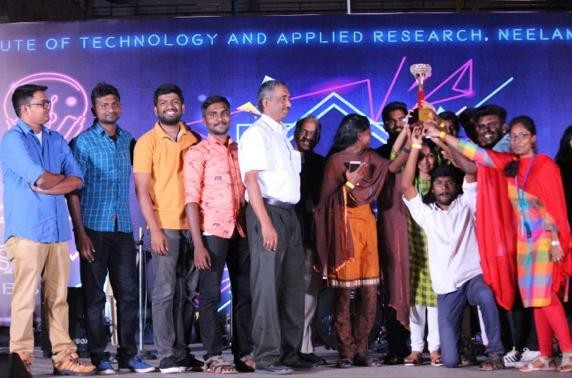 UTE OF TECHNOLOGY AND APPLIED RESEARCH, NEELAM